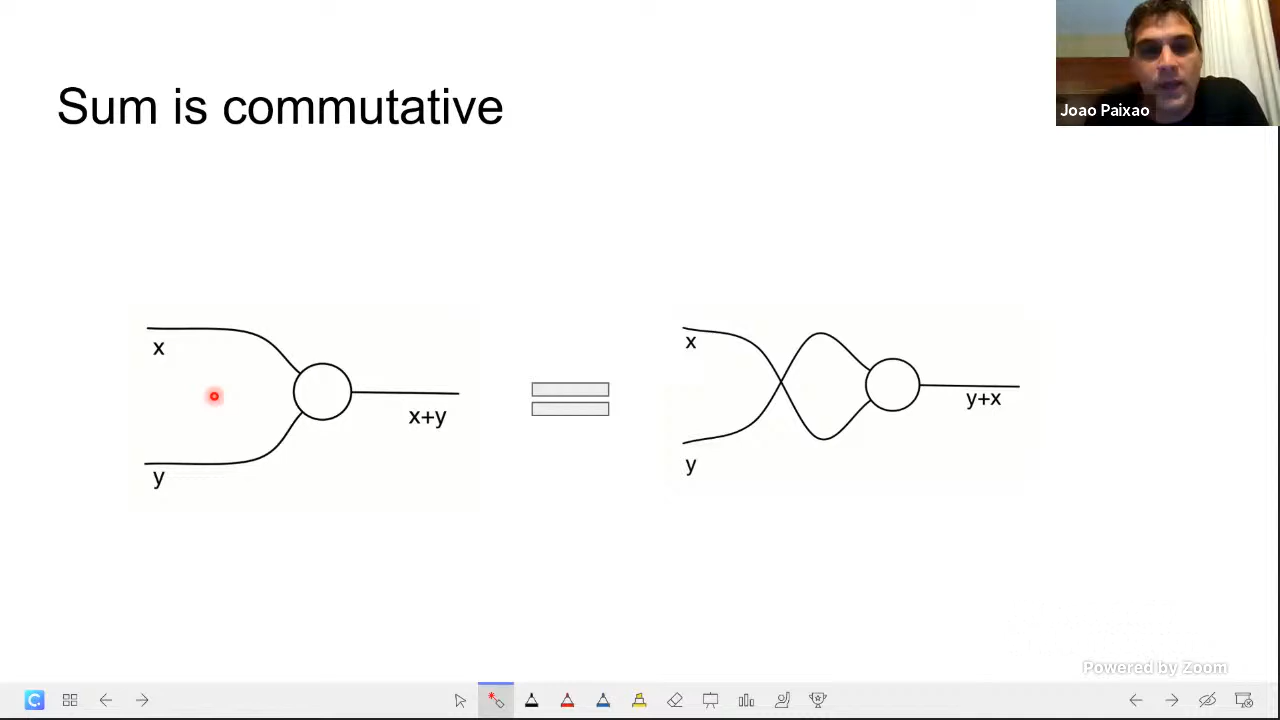 Sum is commutative
Joao Paixao
x
x+y
y
x
y+x
y
Powered by Zoom